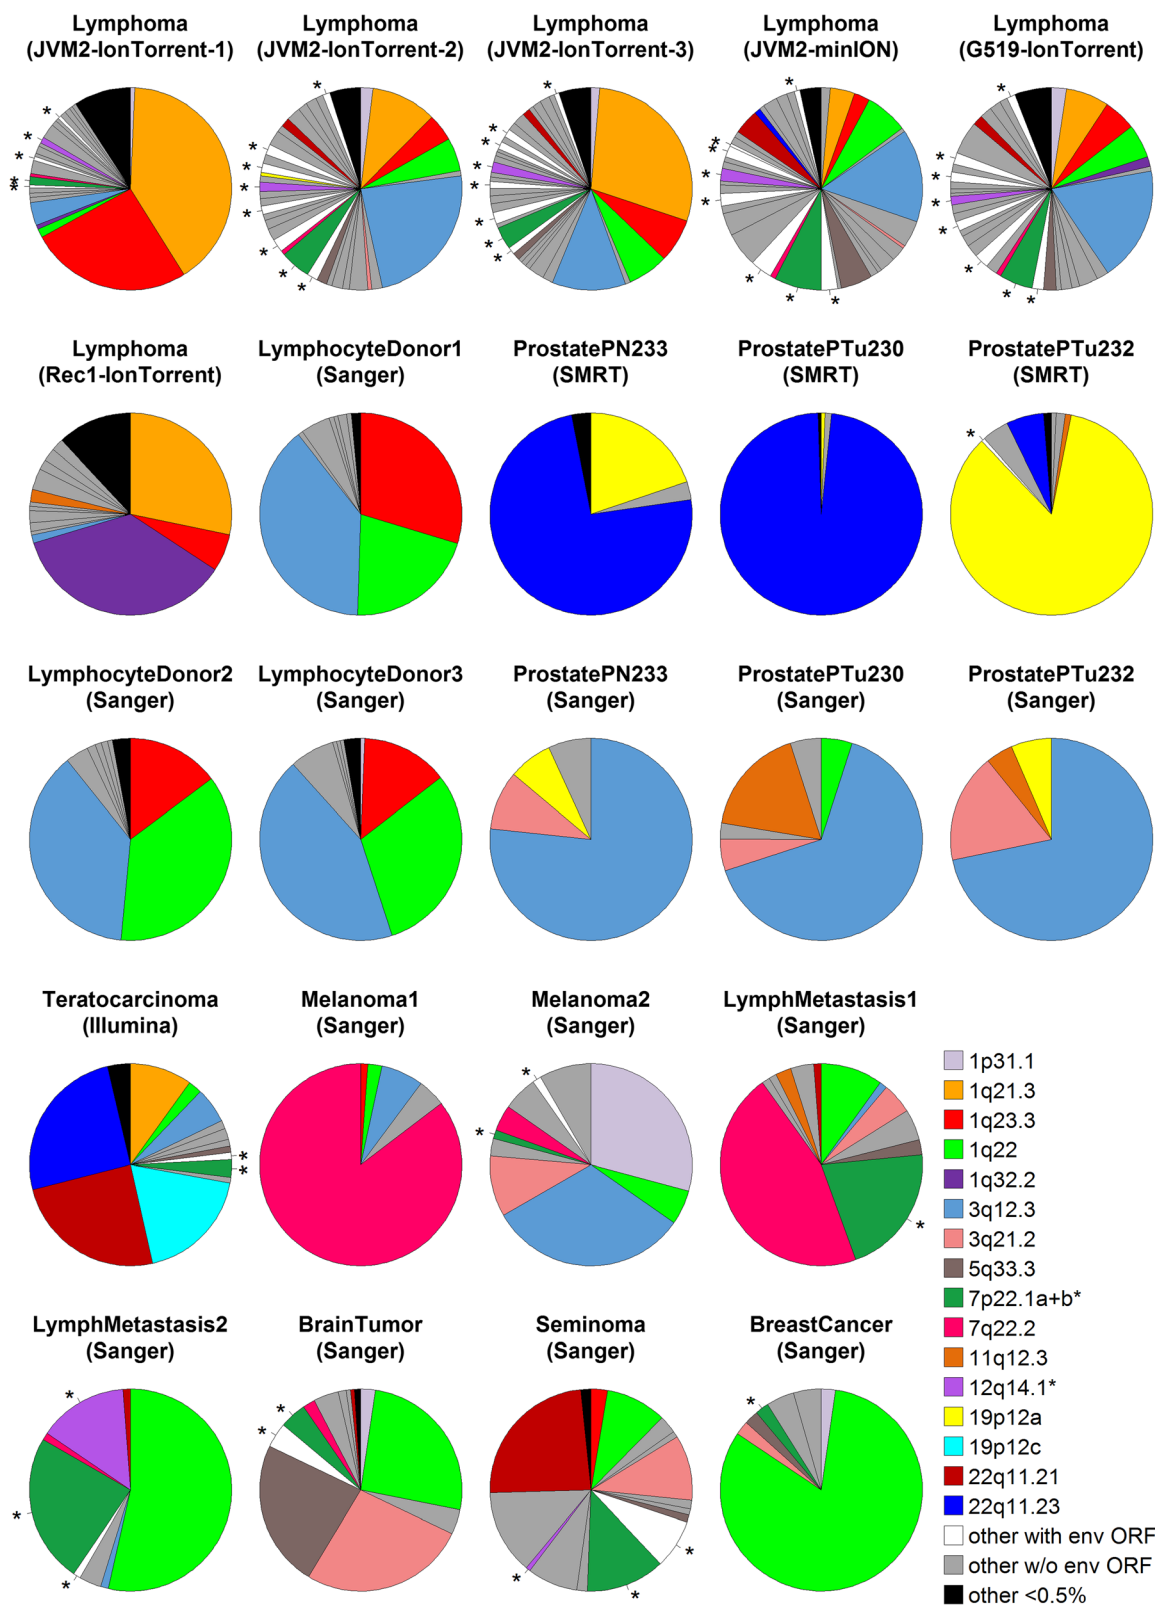 Lymphoma
(JVM2-IonTorrent-1)
Lymphoma
(JVM2-IonTorrent-2)
Lymphoma
(JVM2-IonTorrent-3)
Lymphoma
(JVM2-minION)
Lymphoma
(G519-IonTorrent)
* * * * *
* * * * * *
* * * * * *
* * * * * * *
* * * * * *
Lymphoma
(Rec1-IonTorrent)
LymphocyteDonor1
(Sanger)
ProstatePN233
(SMRT)
ProstatePTu230
(SMRT)
ProstatePTu232
(SMRT)
*
LymphocyteDonor2
(Sanger)
LymphocyteDonor3
(Sanger)
ProstatePN233
(Sanger)
ProstatePTu230
(Sanger)
ProstatePTu232
(Sanger)
Teratocarcinoma
(Illumina)
Melanoma1
(Sanger)
Melanoma2
(Sanger)
LymphMetastasis1
(Sanger)
* *
* *
*
LymphMetastasis2
(Sanger)
BrainTumor
(Sanger)
Seminoma
(Sanger)
BreastCancer
(Sanger)
* * *
* *
* * *
*
1p31.1
1q21.3
1q23.3
1q22
1q32.2
3q12.3
3q21.2
5q33.3
7p22.1a+b*
7q22.2
11q12.3
12q14.1*
19p12a
19p12c
22q11.21
22q11.23
other with env ORF
other w/o env ORF
other <0.5%